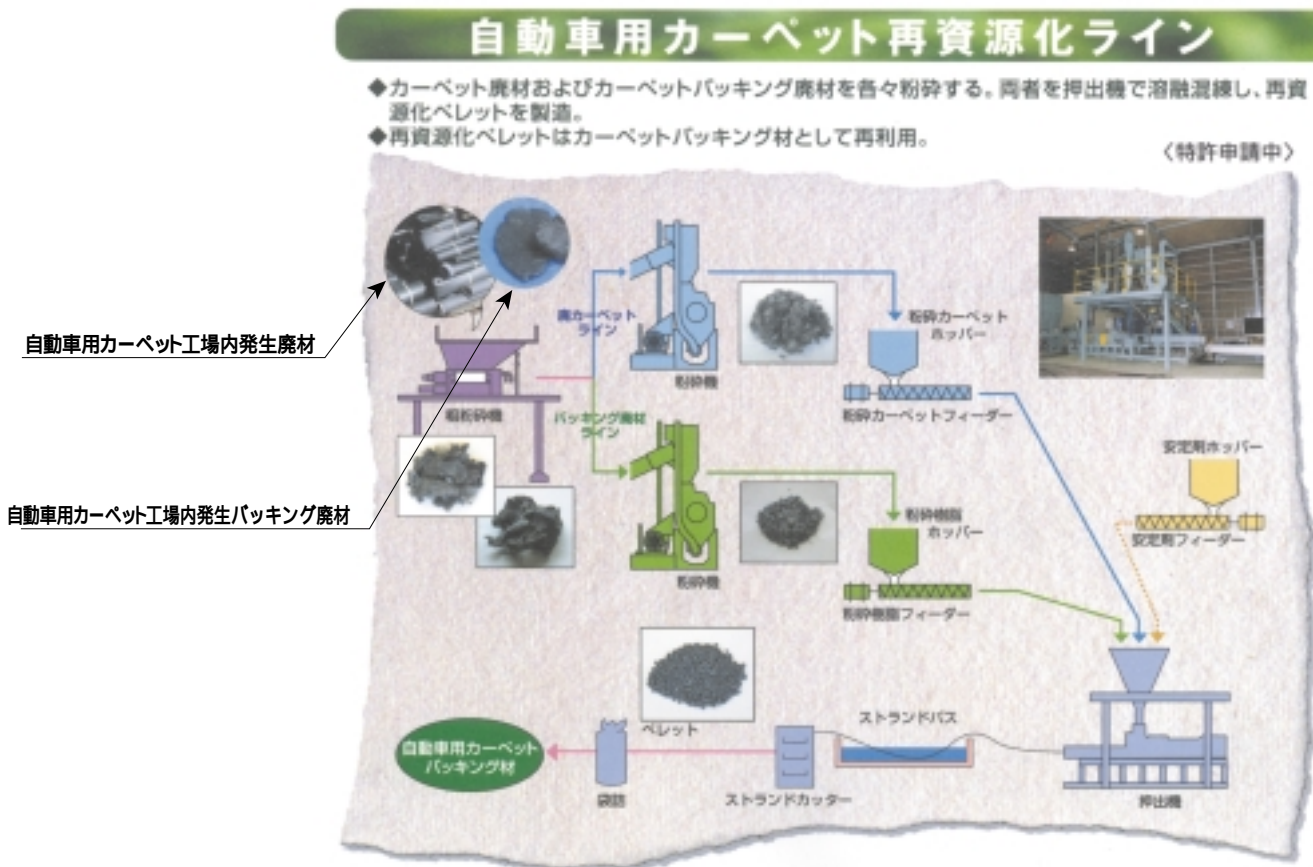 自動車用カーペット再資源化ライン
◆カーペット廃材およびカーペットバッキング廃材を各々粉砕する。両者を押出機で溶融混練し、再資
源化ペレットを製造。
◆再資源化ペレットはカーペットバッキング材として再利用。
〈特許申請中〉
自動車用カーペット工場内発生廃材
自動車用カーペット工場内発生バッキング廃材
粗粉砕機
廃カーペット
ライン
粉砕機
粉砕カーペット
ホッパー
粉砕カーペットフィーダー
バッキング廃材
ライン
粉砕機
粉砕樹脂
ホッパー
粉砕樹脂フィーダー
安定剤ホッパー
安定剤フィーダー
押出機
ストランドバス
ストランドカッター
ペレット
袋詰
自動車用カーペット
バッキング材